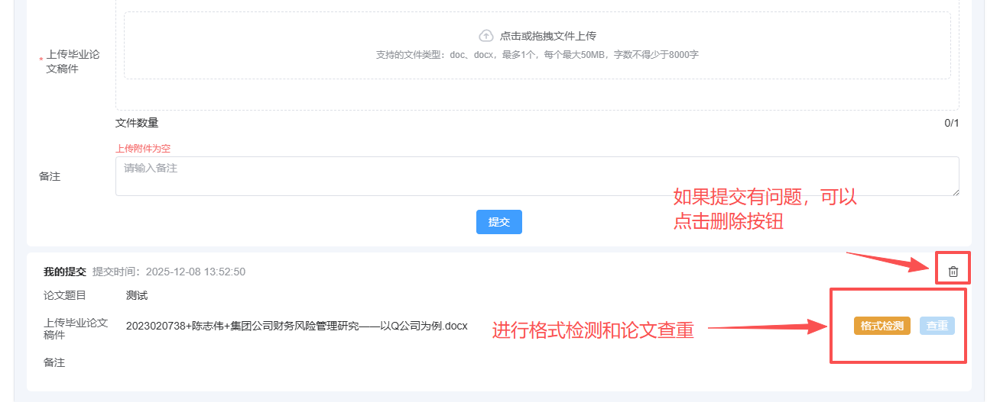 点击或拖拽文件上传
支持的文件类型：doc、docx，最多1个，每个最大50MB，字数不得少于8000字
* 上传毕业论
文稿件
文件数量 0/1
上传附件为空
备注 请输入备注
如果提交有问题，可以
点击删除按钮
提交
我的提交 提交时间：2025-12-08 13:52:50
论文题目 测试
上传毕业论文
稿件
2023020738+陈志伟+集团公司财务风险管理研究——以Q公司为例.docx
进行格式检测和论文查重
格式检测 查重
备注